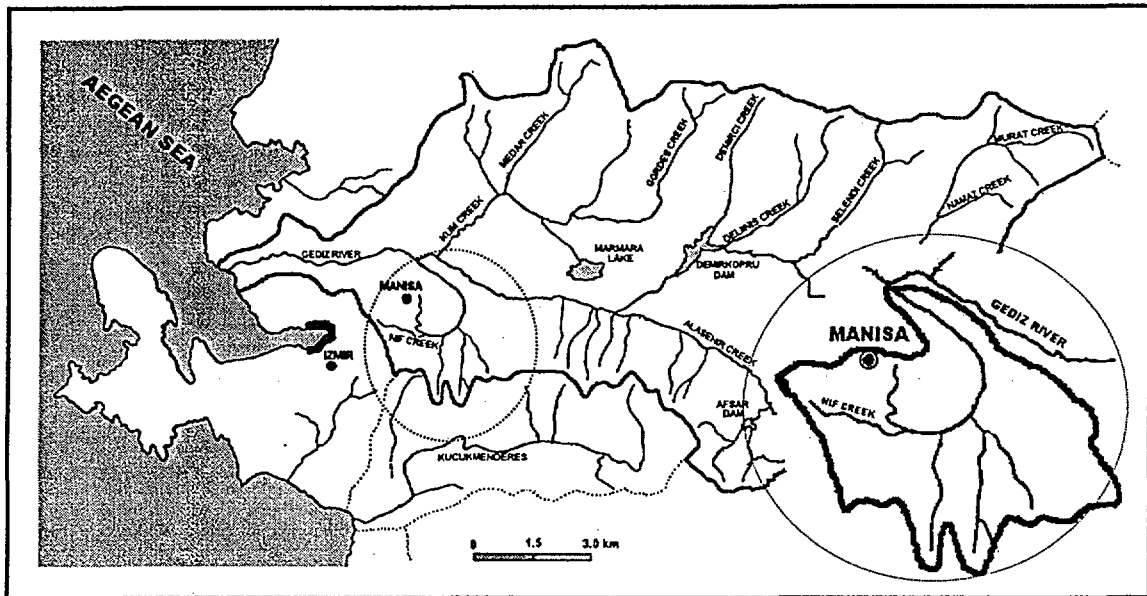 AEGEAN SEA
MEDAR CREEK
GORDES CREEK
DEMIRCI CREEK
MURAT CREEK
NAMAZ CREEK
SELENDI CREEK
DELINIS CREEK
KUM CREEK
GEDIZ RIVER
MARMARA
LAKE
DEMIRKOPRU
DAM
MANISA
NIF CREEK
IZMIR
ALASEHIR CREEK
AFSAR
DAM
KUCUKMENDERES
GEDIZ RIVER
MANISA
NIF CREEK
0 1.5 3.0 km